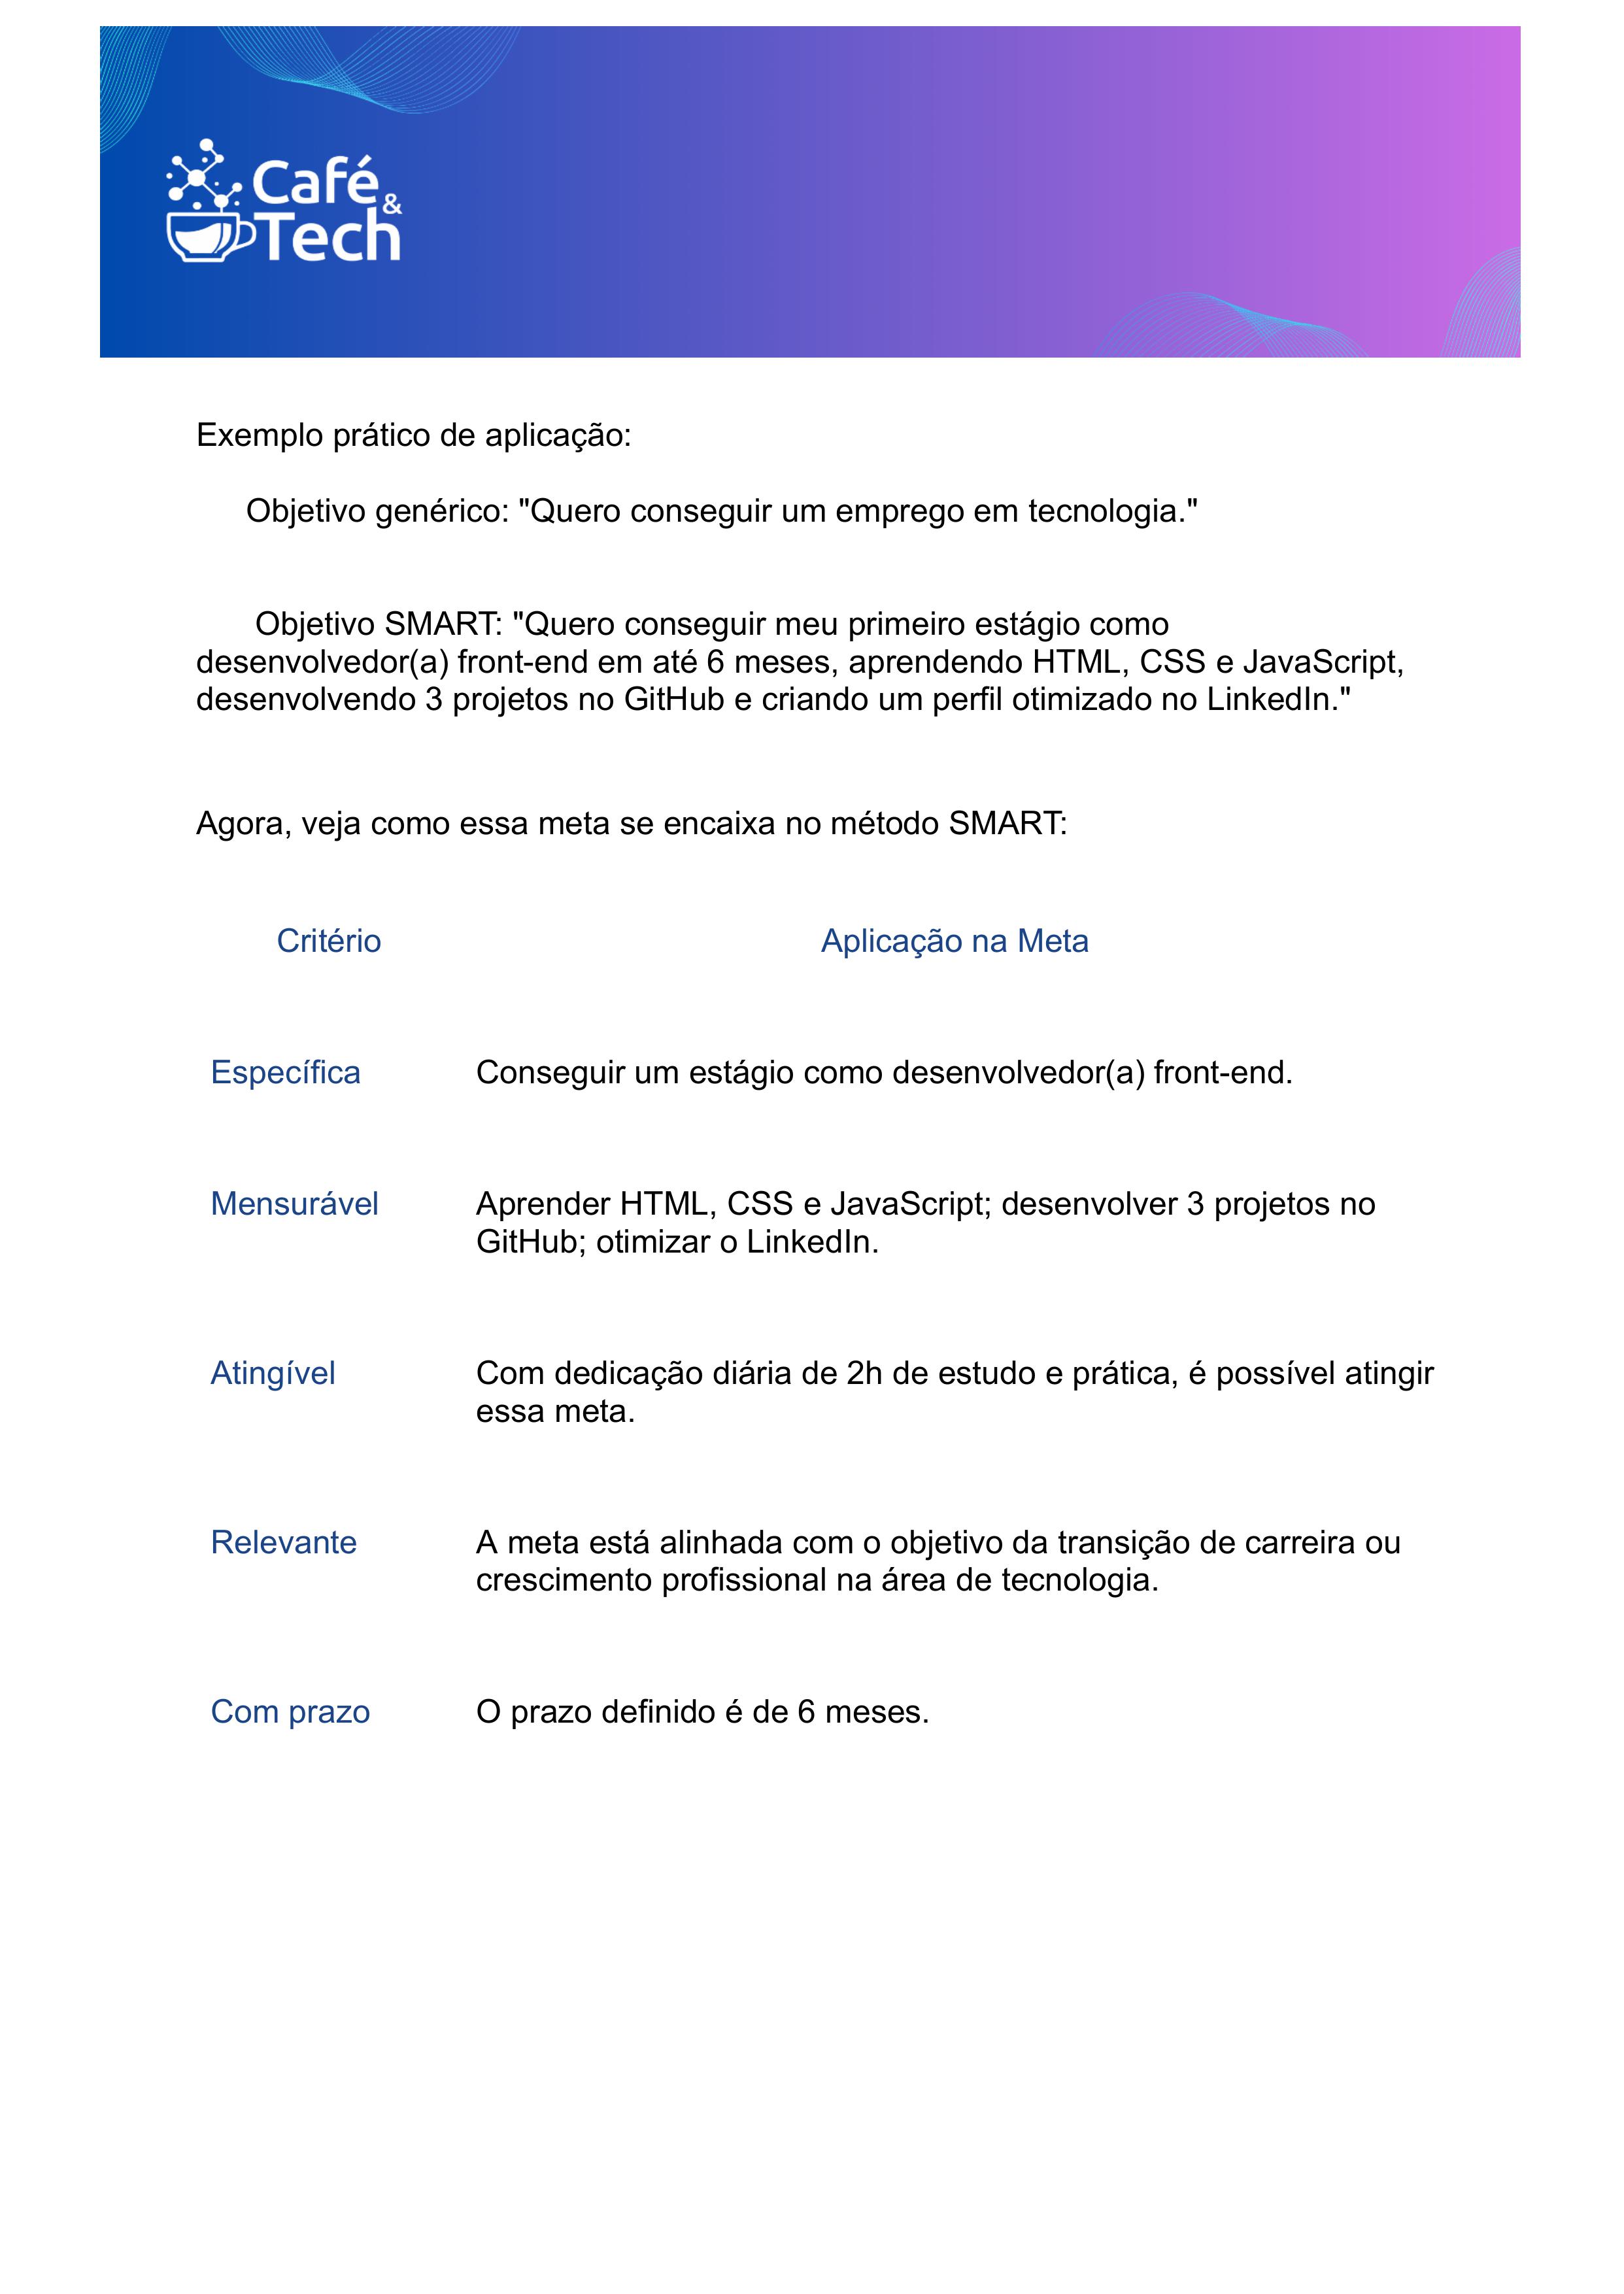 Café &
Tech
Exemplo prático de aplicação:
Objetivo genérico: "Quero conseguir um emprego em tecnologia."
Objetivo SMART: "Quero conseguir meu primeiro estágio como
desenvolvedor(a) front-end em até 6 meses, aprendendo HTML, CSS e JavaScript,
desenvolvendo 3 projetos no GitHub e criando um perfil otimizado no LinkedIn."
Agora, veja como essa meta se encaixa no método SMART:
Critério Aplicação na Meta
Específica Conseguir um estágio como desenvolvedor(a) front-end.
Mensurável Aprender HTML, CSS e JavaScript; desenvolver 3 projetos no
GitHub; otimizar o LinkedIn.
Atingível Com dedicação diária de 2h de estudo e prática, é possível atingir
essa meta.
Relevante A meta está alinhada com o objetivo da transição de carreira ou
crescimento profissional na área de tecnologia.
Com prazo O prazo definido é de 6 meses.